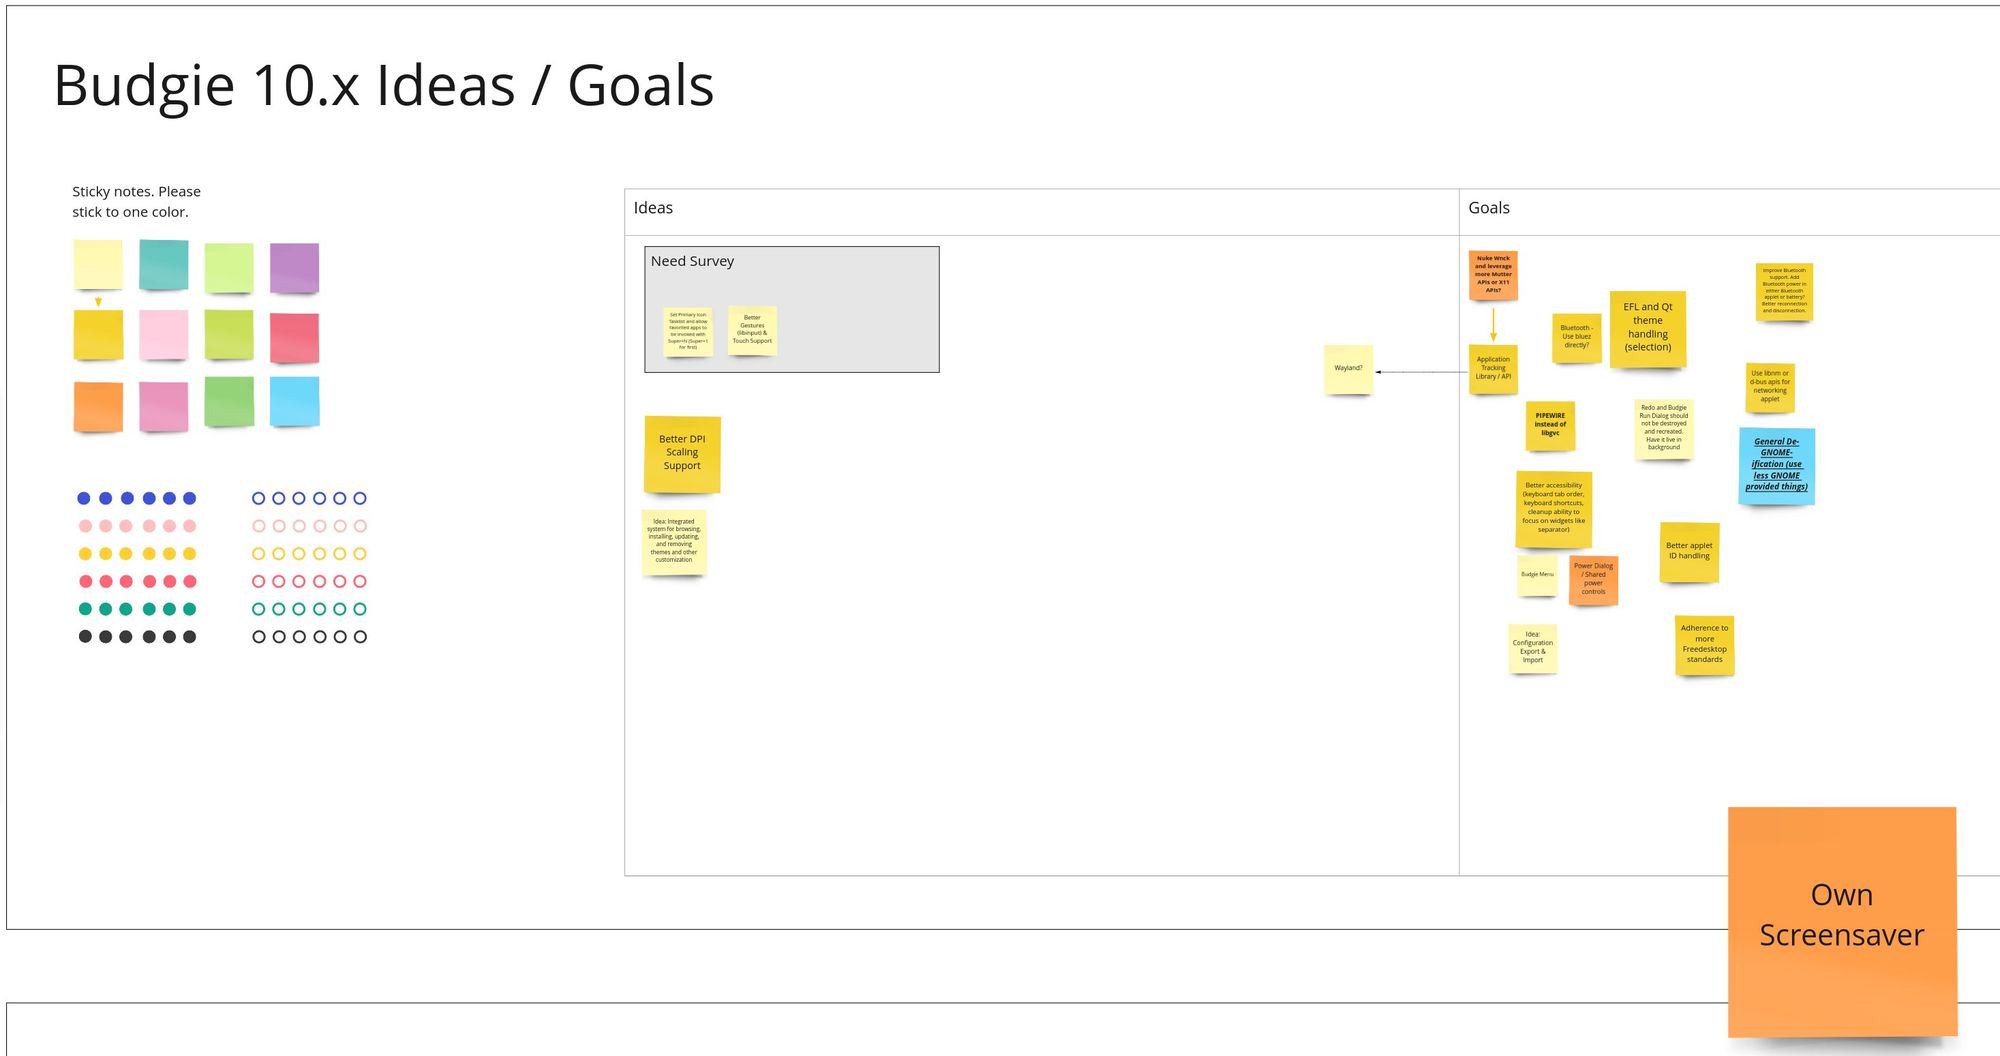 Budgie 10.x Ideas / Goals
Sticky notes. Please
stick to one color.
Ideas
Need Survey
Set Primary Icon
Tasklist and allow
favorited apps to
be invoked with
Super+N (Super+1
for first)
Better
Gestures
(libinput) &
Touch Support
Better DPI
Scaling
Support
Idea: Integrated
system for browsing,
installing, updating,
and removing
themes and other
customization
Wayland?
Goals
Nuke Wnck
and leverage
more Mutter
APIs or X11
APIs?
Application
Tracking
Library / API
Bluetooth -
Use bluez
directly?
EFL and Qt
theme
handling
(selection)
Improve Bluetooth
support. Add
Bluetooth power in
either Bluetooth
applet or battery?
Better reconnection
and disconnection.
Use libnm or
d-bus apis for
networking
applet
PIPEWIRE
instead of
libgvc
Redo and Budgie
Run Dialog should
not be destroyed
and recreated.
Have it live in
background
General De-
GNOME-
ification (use
less GNOME
provided things)
Better accessibility
(keyboard tab order,
keyboard shortcuts,
cleanup ability to
focus on widgets like
separator)
Better applet
ID handling
Budgie Menu
Power Dialog
/ Shared
power
controls
Idea:
Configuration
Export &
Import
Adherence to
more
Freedesktop
standards
Own
Screensaver